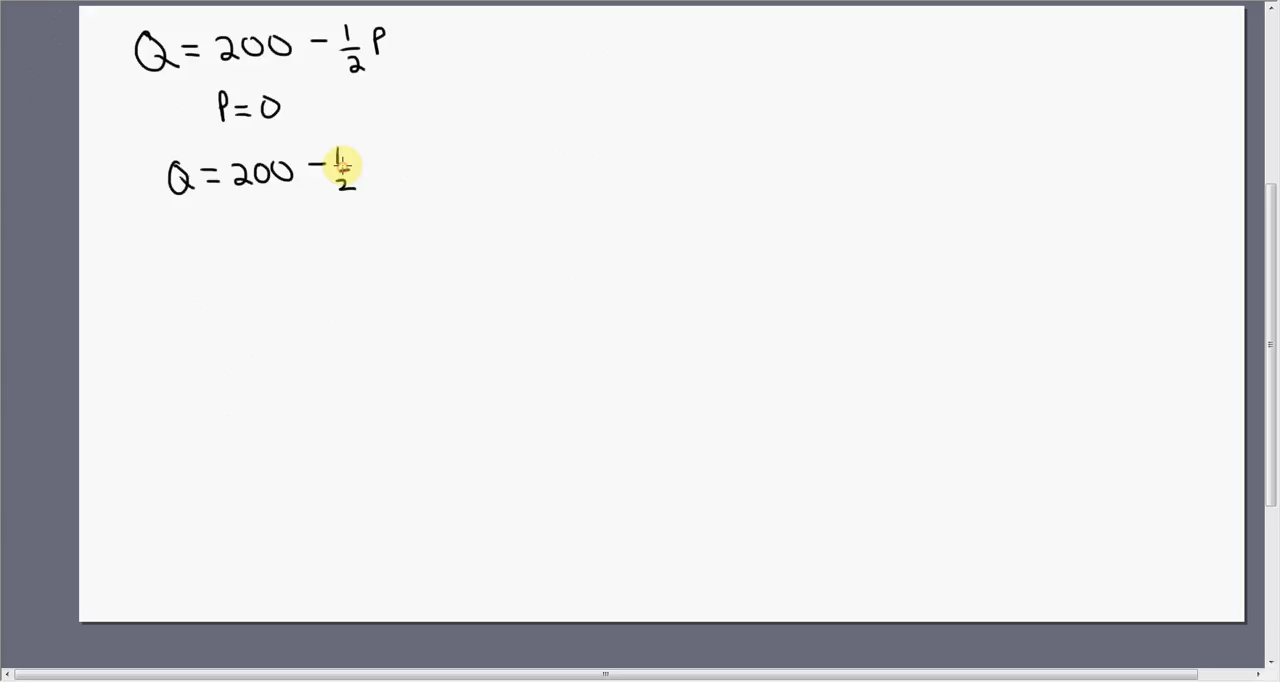 Q = 200 - 1/2 P
P = 0
Q = 200 - 1/2